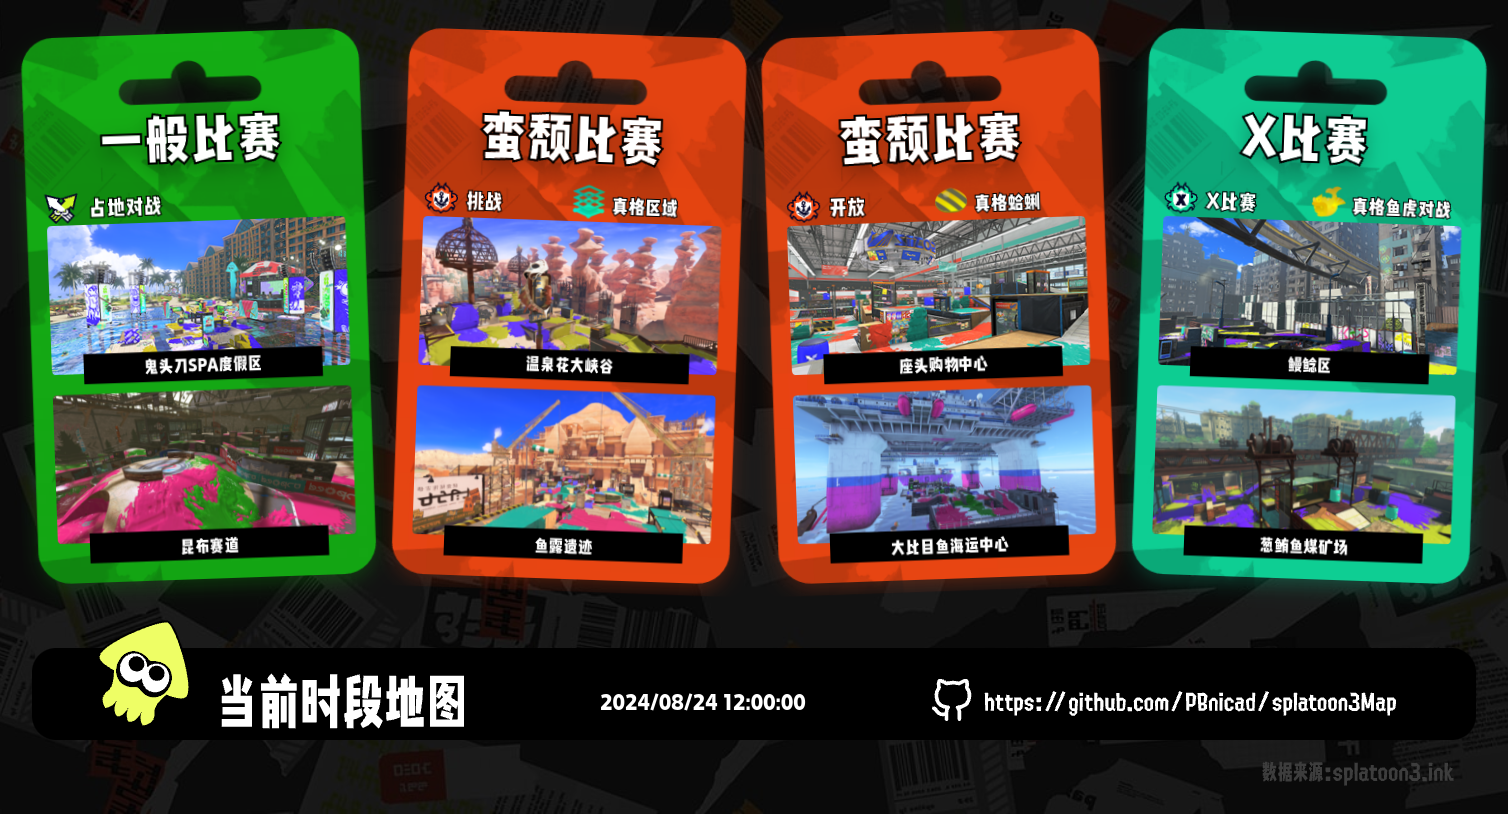 一般比赛
占地对战
鬼头刀SPA度假区
昆布赛道
蛮颓比赛
挑战
真格区域
温泉花大峡谷
鱼露遗迹
蛮颓比赛
开放
真格蛤蜊
座头购物中心
大比目鱼海运中心
X比赛
X比赛
真格鱼虎对战
鳗鲶区
葱鲔鱼煤矿场
当前时段地图
2024/08/24 12:00:00
https://github.com/PBnicad/splatoon3Map
数据来源:splatoon3.ink